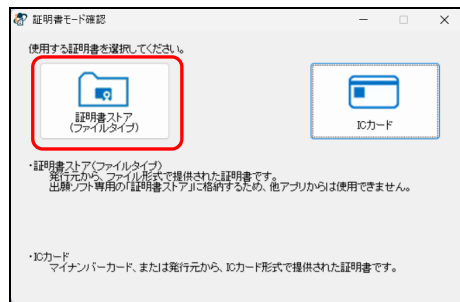 証明書モード確認
使用する証明書を選択してください。
証明書ストア
(ファイルタイプ)
ICカード
・証明書ストア(ファイルタイプ)
発行元から、ファイル形式で提供された証明書です。
出願ソフト専用の「証明書ストア」に格納するため、他アプリからは使用できません。
・ICカード
マイナンバーカード、または発行元から、ICカード形式で提供された証明書です。